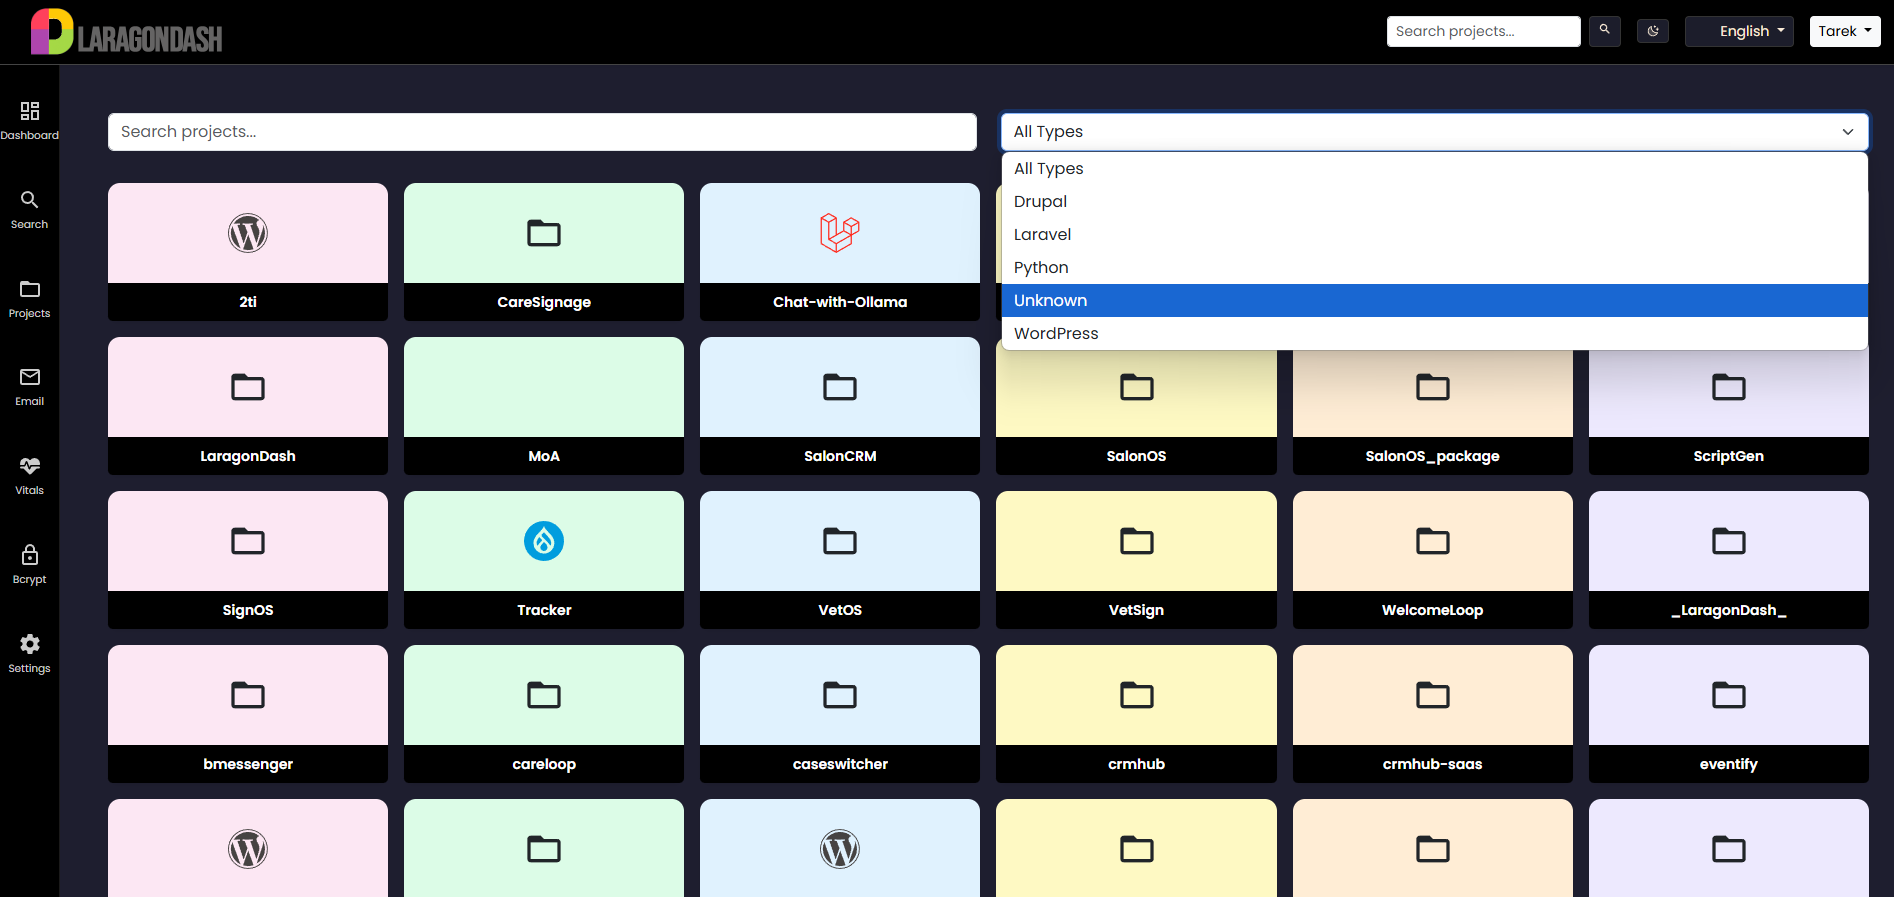 LARAGONDASH
Search projects...
English
Tarek
Dashboard
Search
Projects
Email
Vitals
Bcrypt
Settings
Search projects...
All Types
All Types
Drupal
Laravel
Python
Unknown
WordPress
2ti
CareSignage
Chat-with-Ollama
LaragonDash
MoA
SalonCRM
SalonOS
SalonOS_package
ScriptGen
SignOS
Tracker
VetOS
VetSign
WelcomeLoop
_LaragonDash_
bmessenger
careloop
caseswitcher
crmhub
crmhub-saas
eventify